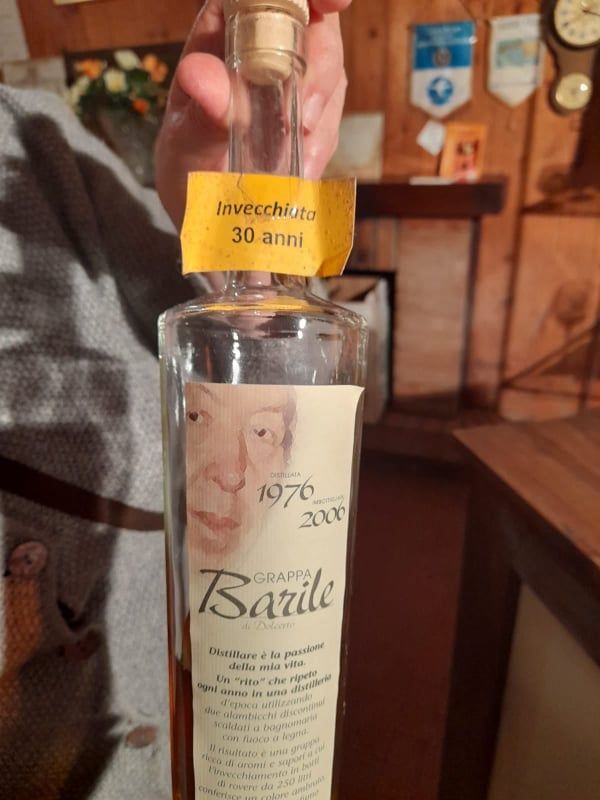 Invecchiata
30 anni
DISTILLATA
1976
IMBOTTIGLIATA
2006
GRAPPA
Barile
di Dolcetto
Distillare è la passione
della mia vita.
Un "rito" che ripeto
ogni anno in una distilleria
d'epoca utilizzando
due alambicchi discontinui
scaldati a bagnomaria
con fuoco a legna.
Il risultato è una grappa
ricca di aromi e sapori a cui
l'invecchiamento in botti
di rovere da 250 litri
conferisce un colore ambrato,